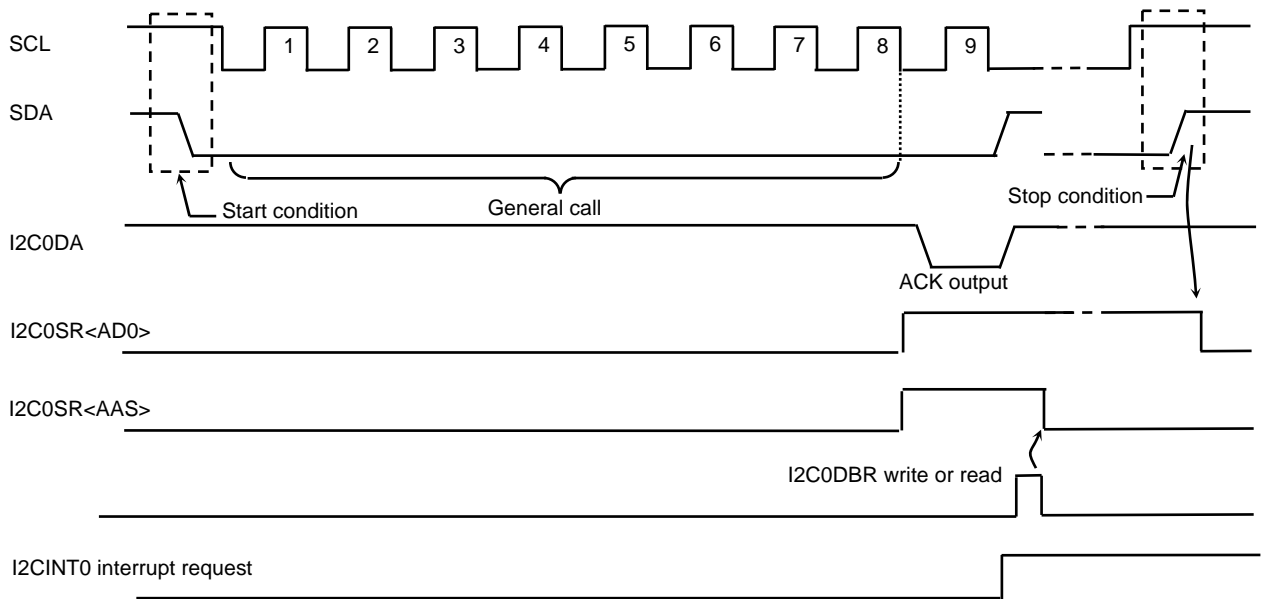 SCL
1 2 3 4 5 6 7 8 9
SDA
Start condition
General call
Stop condition
I2C0DA
ACK output
I2C0SR<AD0>
I2C0SR<AAS>
I2C0DBR write or read
I2CINT0 interrupt request